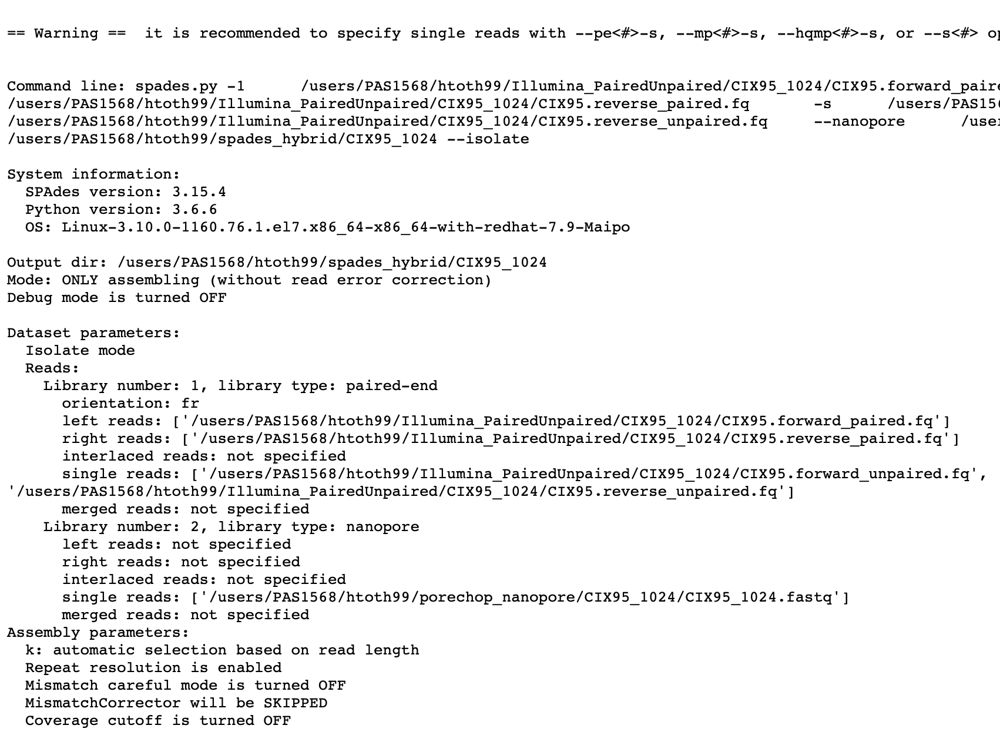 == Warning ==  it is recommended to specify single reads with --pe<#>-s, --mp<#>-s, --hqmp<#>-s, or --s<#>
Command line: spades.py -1      /users/PAS1568/htoth99/Illumina_PairedUnpaired/CIX95_1024/CIX95.forward_paire
/users/PAS1568/htoth99/Illumina_PairedUnpaired/CIX95_1024/CIX95.reverse_paired.fq       -s      /users/PAS15
/users/PAS1568/htoth99/Illumina_PairedUnpaired/CIX95_1024/CIX95.reverse_unpaired.fq     --nanopore      /use
/users/PAS1568/htoth99/spades_hybrid/CIX95_1024 --isolate
System information:
  SPAdes version: 3.15.4
  Python version: 3.6.6
  OS: Linux-3.10.0-1160.76.1.el7.x86_64-x86_64-with-redhat-7.9-Maipo
Output dir: /users/PAS1568/htoth99/spades_hybrid/CIX95_1024
Mode: ONLY assembling (without read error correction)
Debug mode is turned OFF
Dataset parameters:
  Isolate mode
  Reads:
    Library number: 1, library type: paired-end
      orientation: fr
      left reads: ['/users/PAS1568/htoth99/Illumina_PairedUnpaired/CIX95_1024/CIX95.forward_paired.fq']
      right reads: ['/users/PAS1568/htoth99/Illumina_PairedUnpaired/CIX95_1024/CIX95.reverse_paired.fq']
      interlaced reads: not specified
      single reads: ['/users/PAS1568/htoth99/Illumina_PairedUnpaired/CIX95_1024/CIX95.forward_unpaired.fq',
'/users/PAS1568/htoth99/Illumina_PairedUnpaired/CIX95_1024/CIX95.reverse_unpaired.fq']
      merged reads: not specified
    Library number: 2, library type: nanopore
      left reads: not specified
      right reads: not specified
      interlaced reads: not specified
      single reads: ['/users/PAS1568/htoth99/porechop_nanopore/CIX95_1024/CIX95_1024.fastq']
      merged reads: not specified
Assembly parameters:
  k: automatic selection based on read length
  Repeat resolution is enabled
  Mismatch careful mode is turned OFF
  MismatchCorrector will be SKIPPED
  Coverage cutoff is turned OFF